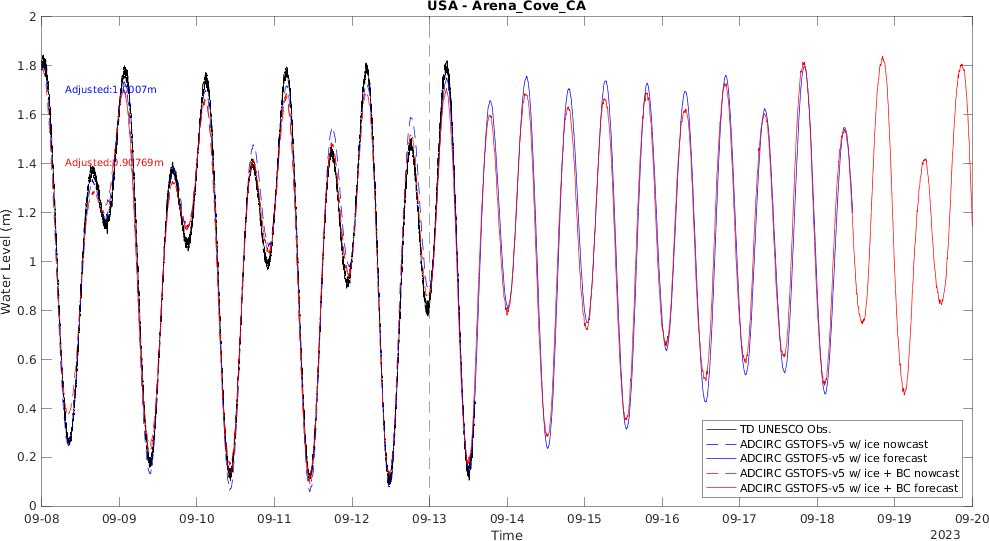 USA - Arena_Cove_CA
2
1.8
1.6
1.4
1.2
1
0.8
0.6
0.4
0.2
0
Water Level (m)
Adjusted:1.0007m
Adjusted:0.90769m
TD UNESCO Obs.
ADCIRC GSTOFS-v5 w/ ice nowcast
ADCIRC GSTOFS-v5 w/ ice forecast
ADCIRC GSTOFS-v5 w/ ice + BC nowcast
ADCIRC GSTOFS-v5 w/ ice + BC forecast
09-08 09-09 09-10 09-11 09-12 09-13 09-14 09-15 09-16 09-17 09-18 09-19 09-20
Time
2023